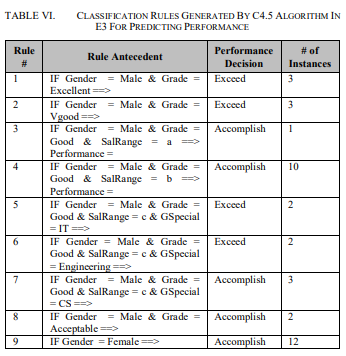 TABLE VI. CLASSIFICATION RULES GENERATED BY C4.5 ALGORITHM IN
E3 FOR PREDICTING PERFORMANCE
Rule # Rule Antecedent Performance Decision # of Instances
1 IF Gender = Male & Grade = Exceed 3
Excellent ==>
2 IF Gender = Male & Grade = Exceed 3
Vgood ==>
3 IF Gender = Male & Grade = Accomplish 1
Good & SalRange = a ==>
Performance =
4 IF Gender = Male & Grade = Accomplish 10
Good & SalRange = b ==>
Performance =
5 IF Gender = Male & Grade = Exceed 2
Good & SalRange = c & GSpecial
= IT ==>
6 IF Gender = Male & Grade = Exceed 2
Good & SalRange = c & GSpecial
= Engineering ==>
7 IF Gender = Male & Grade = Accomplish 3
Good & SalRange = c & GSpecial
= CS ==>
8 IF Gender = Male & Grade = Accomplish 2
Acceptable ==>
9 IF Gender = Female ==> Accomplish 12